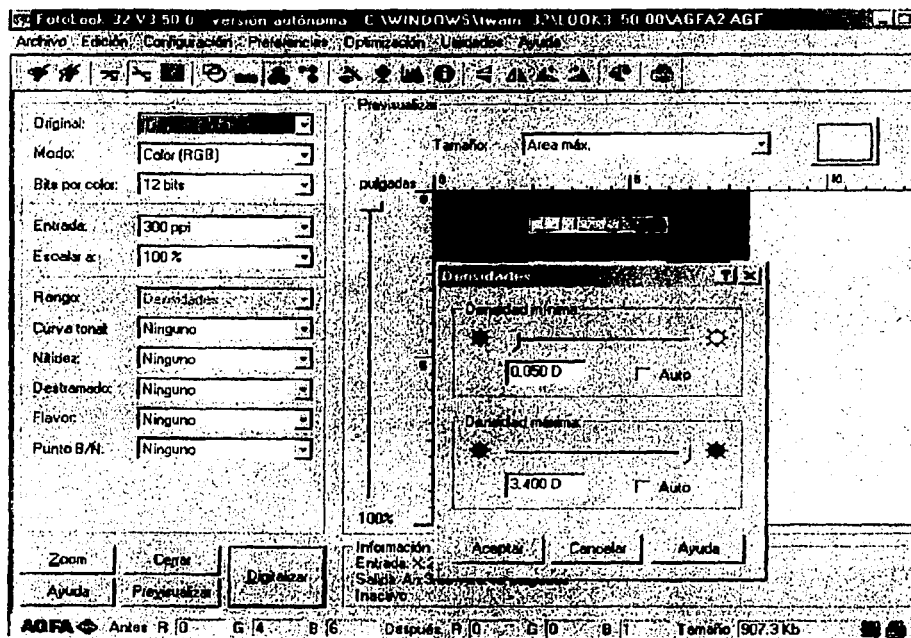 FotoLook 32 V3.50.0 versión autónoma C:\WINDOWS\twain_32\LOOK3_50.00\AGFA2.AGF
Archivo Edición Configuración Preferencias Optimización Utilidades Ayuda
Original:
Modo: Color (RGB)
Bits por color: 12 bits
Entrada: 300 ppi
Escalar a: 100 %
Rango: Densidades
Curva tonal: Ninguno
Nitidez: Ninguno
Destramado: Ninguno
Flavor: Ninguno
Punto B/N: Ninguno
Zoom Cerrar
Ayuda Previsualizar
Digitalizar
Previsualizar
Tamaño: Area máx.
pulgadas
100%
Densidades
Densidad mínima:
0.050 D Auto
Densidad máxima:
3.400 D Auto
Aceptar Cancelar Ayuda
Información
Entrada:
Salida:
Inactivo
AGFA Antes R 0 G 4 B 6 Después R 0 G 0 B 1 Tamaño 907.3 Kb